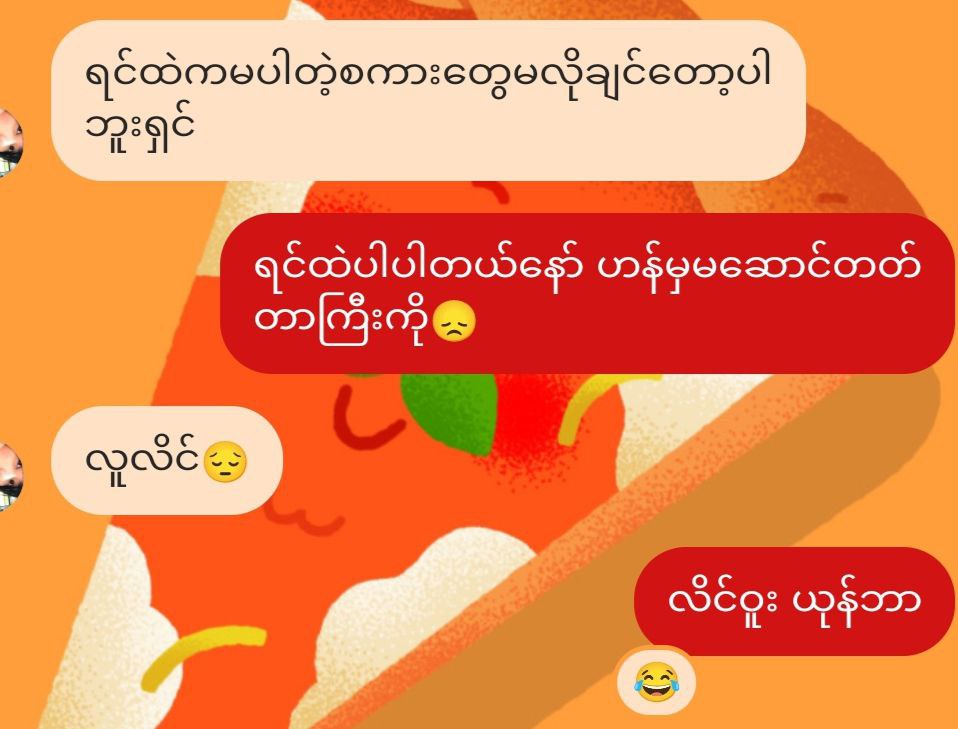 ရင်ထဲကမပါတဲ့စကားတွေမလိုချင်တော့ပါ
ဘူးရှင်
ရင်ထဲပါပါတယ်နော် ဟန်မှမဆောင်တတ်
တာကြီးကို😞
လူလိင်😔
လိင်ဝူး ယုန်ဘာ
😂